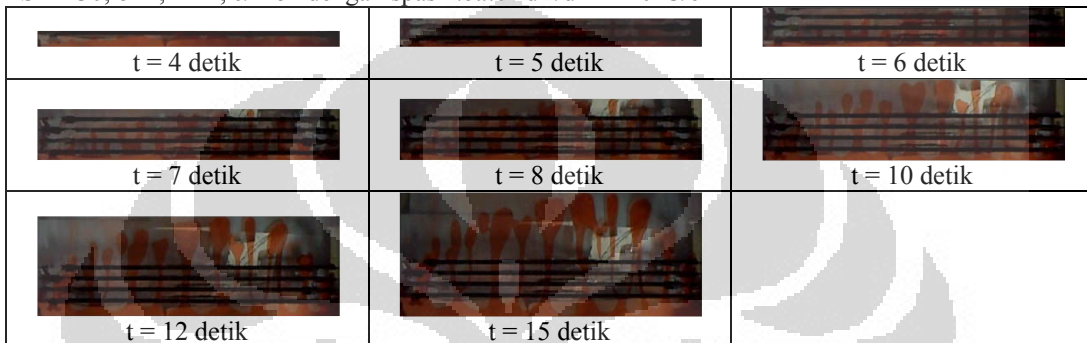 t = 4 detik
t = 5 detik
t = 6 detik
t = 7 detik
t = 8 detik
t = 10 detik
t = 12 detik
t = 15 detik